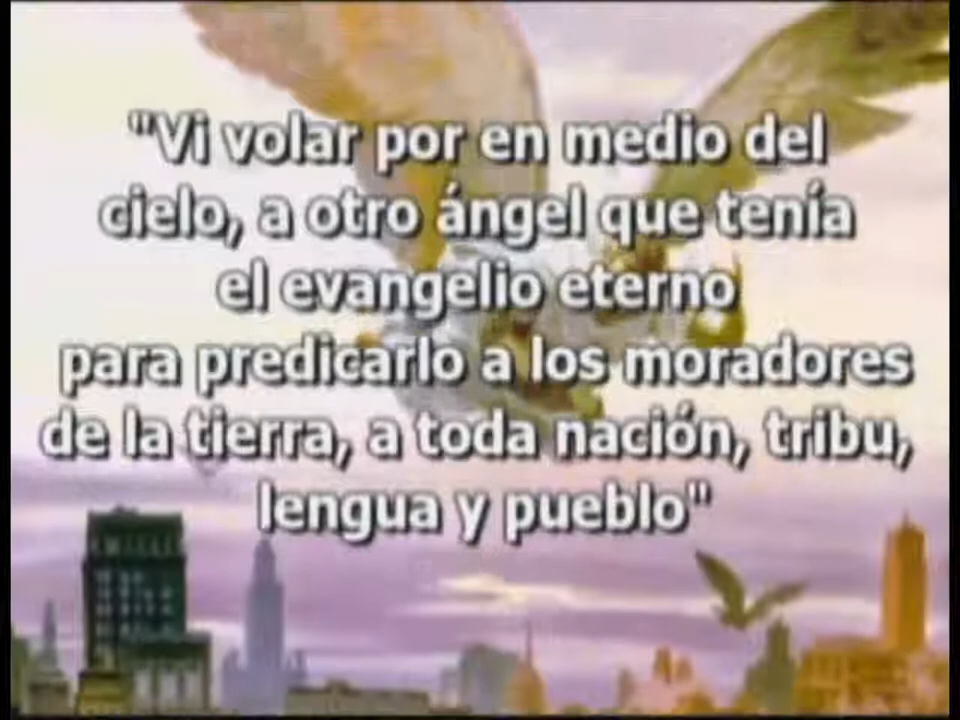 "Vi volar por en medio del
cielo, a otro ángel que tenía
el evangelio eterno
para predicarlo a los moradores
de la tierra, a toda nación, tribu,
lengua y pueblo"